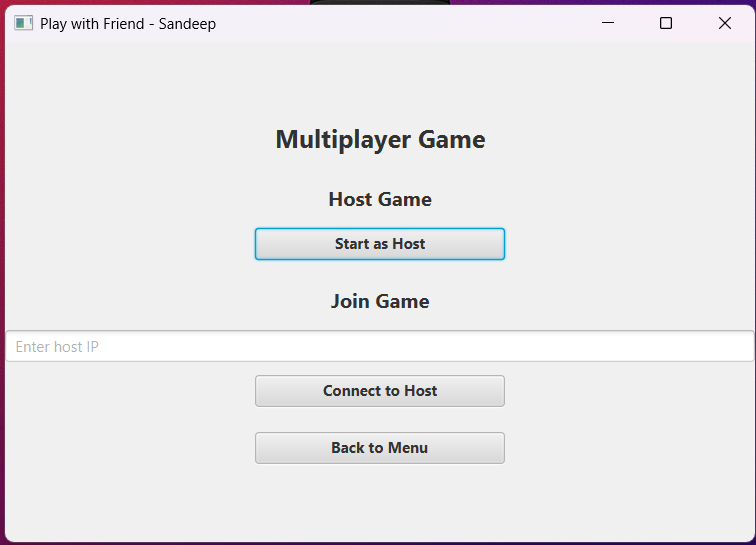 Play with Friend - Sandeep
Multiplayer Game
Host Game
Start as Host
Join Game
Enter host IP
Connect to Host
Back to Menu